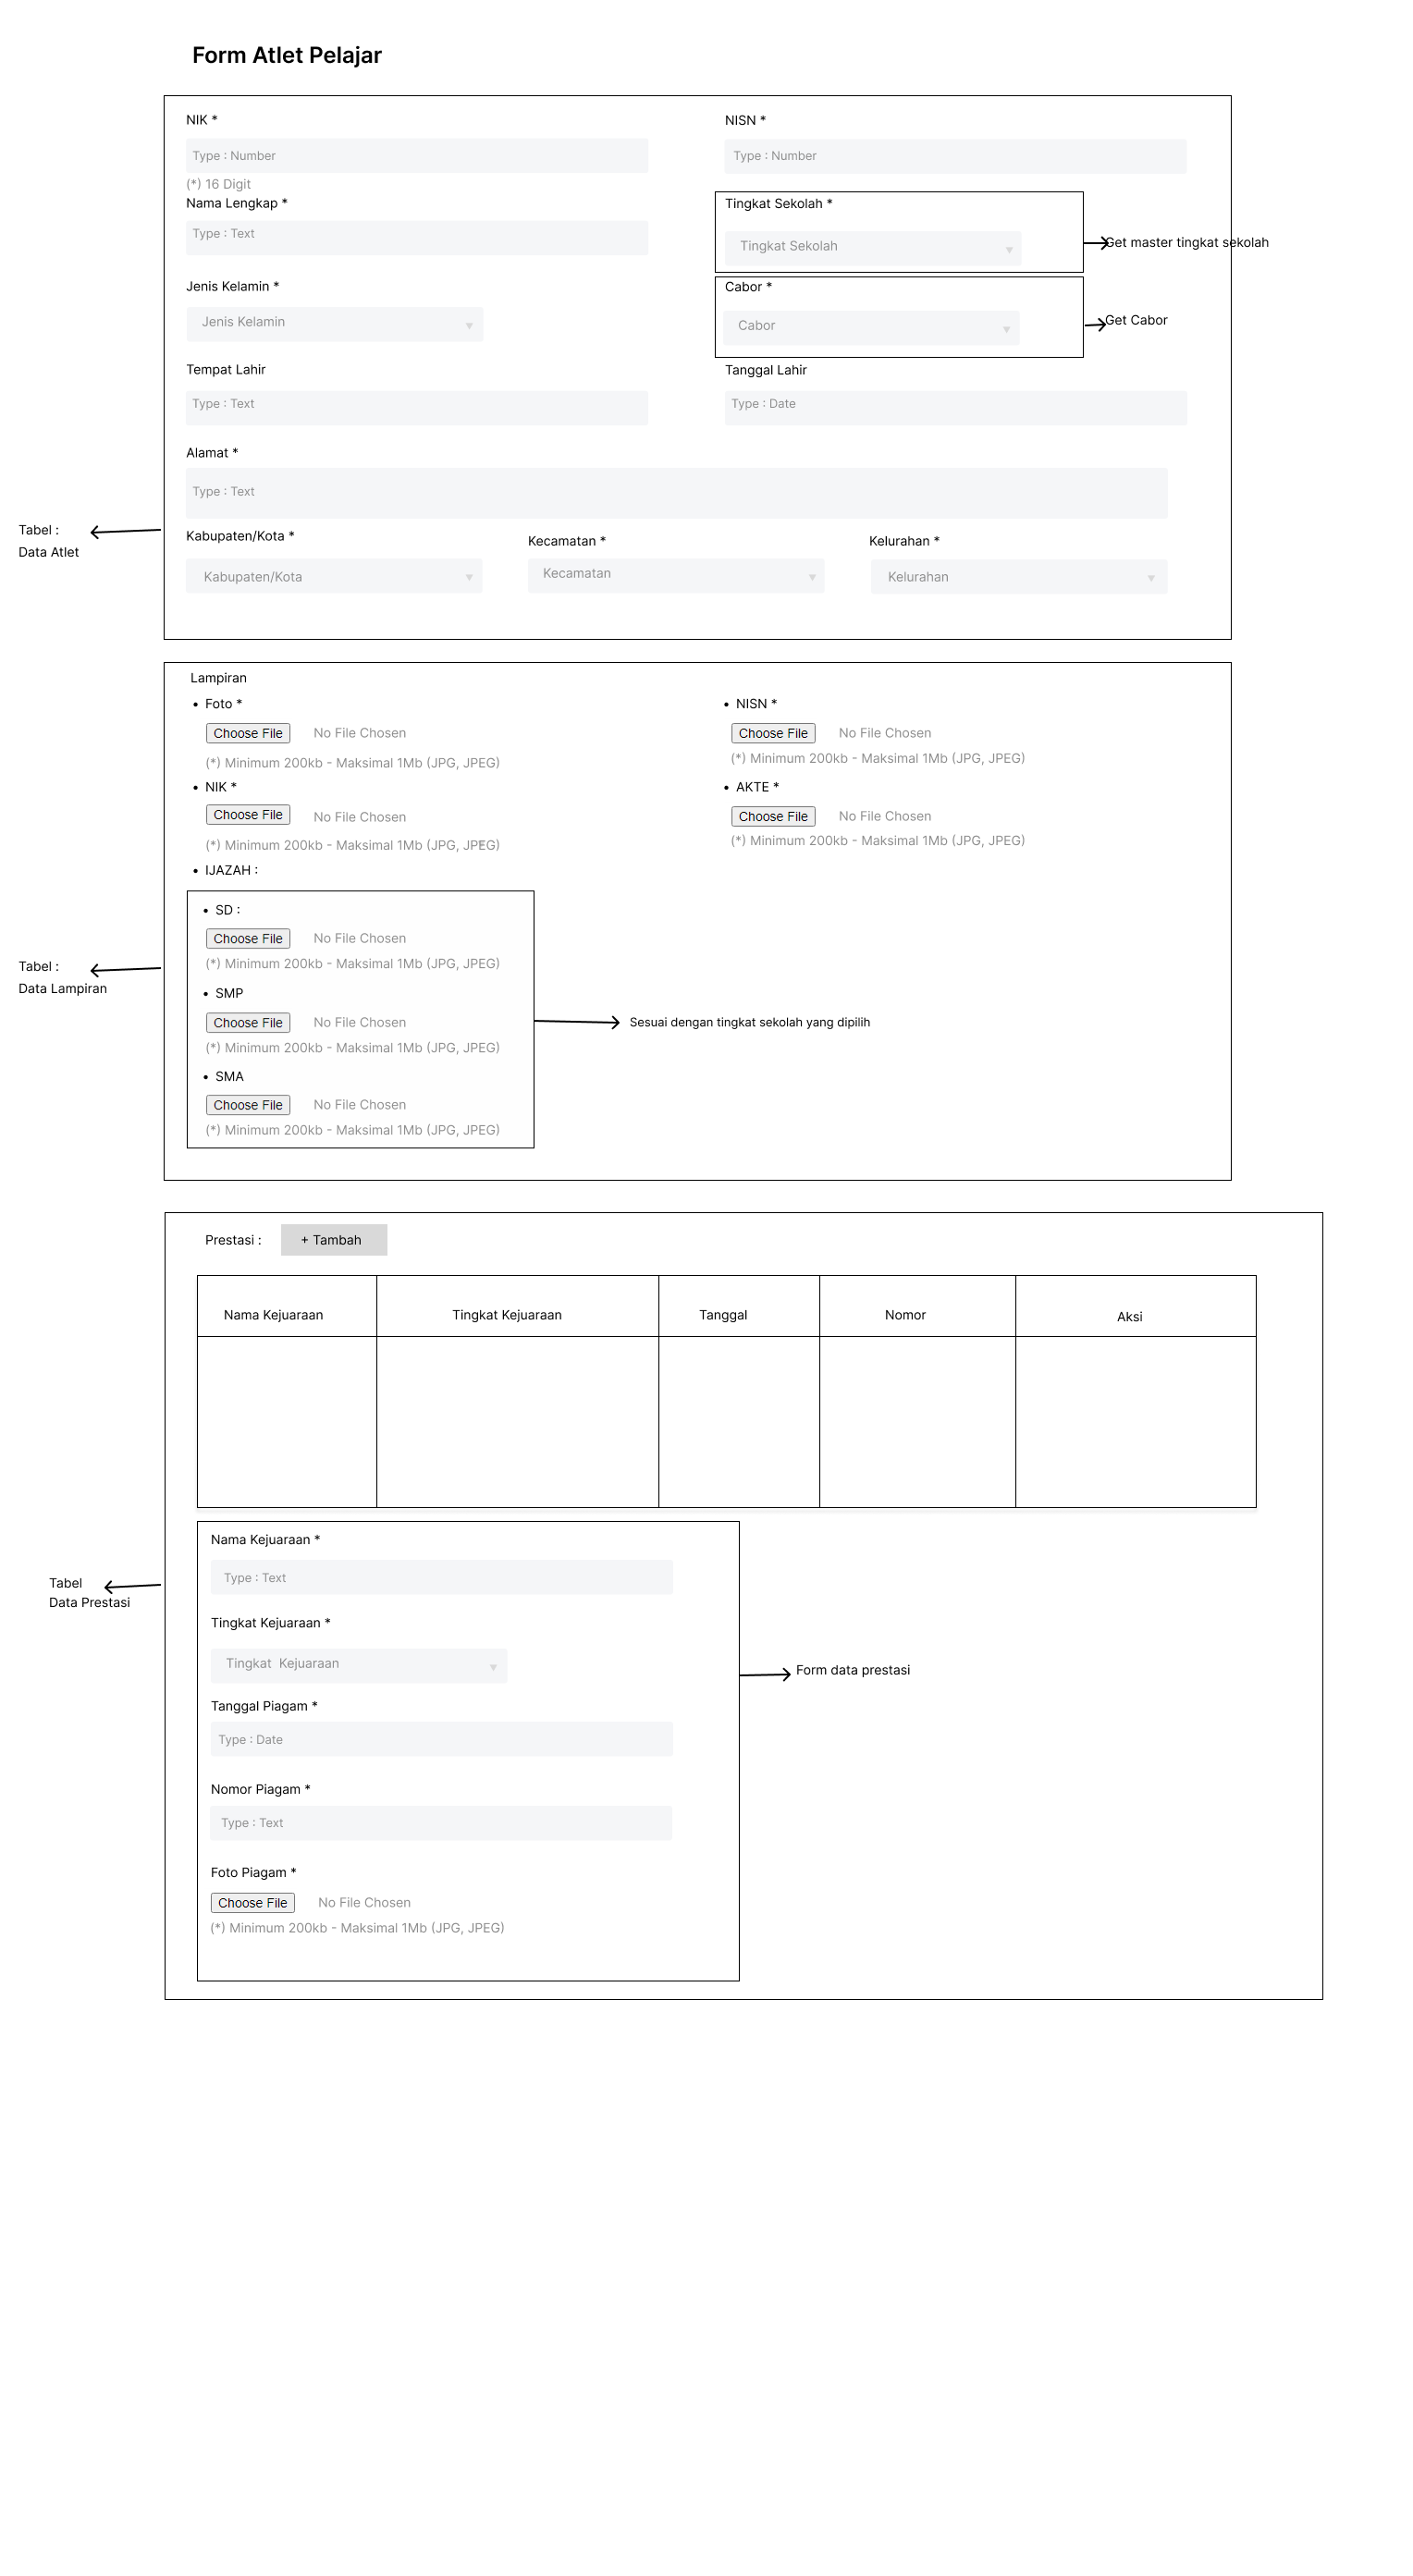 Form Atlet Pelajar
NIK *
NISN *
Type : Number
Type : Number
(*) 16 Digit
Nama Lengkap *
Tingkat Sekolah *
Type : Text
Tingkat Sekolah
Get master tingkat sekolah
Jenis Kelamin *
Cabor *
Jenis Kelamin
Cabor
Get Cabor
Tempat Lahir
Tanggal Lahir
Type : Text
Type : Date
Alamat *
Type : Text
Tabel :
Data Atlet
Kabupaten/Kota *
Kecamatan *
Kelurahan *
Kabupaten/Kota
Kecamatan
Kelurahan
Lampiran
• Foto *
• NISN *
Choose File No File Chosen
Choose File No File Chosen
(*) Minimum 200kb - Maksimal 1Mb (JPG, JPEG)
(*) Minimum 200kb - Maksimal 1Mb (JPG, JPEG)
• NIK *
• AKTE *
Choose File No File Chosen
Choose File No File Chosen
(*) Minimum 200kb - Maksimal 1Mb (JPG, JPEG)
(*) Minimum 200kb - Maksimal 1Mb (JPG, JPEG)
• IJAZAH :
• SD :
Choose File No File Chosen
(*) Minimum 200kb - Maksimal 1Mb (JPG, JPEG)
Tabel :
Data Lampiran
• SMP
Choose File No File Chosen
(*) Minimum 200kb - Maksimal 1Mb (JPG, JPEG)
Sesuai dengan tingkat sekolah yang dipilih
• SMA
Choose File No File Chosen
(*) Minimum 200kb - Maksimal 1Mb (JPG, JPEG)
Prestasi : + Tambah
Nama Kejuaraan Tingkat Kejuaraan Tanggal Nomor Aksi
Nama Kejuaraan *
Type : Text
Tabel
Data Prestasi
Tingkat Kejuaraan *
Tingkat Kejuaraan
Form data prestasi
Tanggal Piagam *
Type : Date
Nomor Piagam *
Type : Text
Foto Piagam *
Choose File No File Chosen
(*) Minimum 200kb - Maksimal 1Mb (JPG, JPEG)